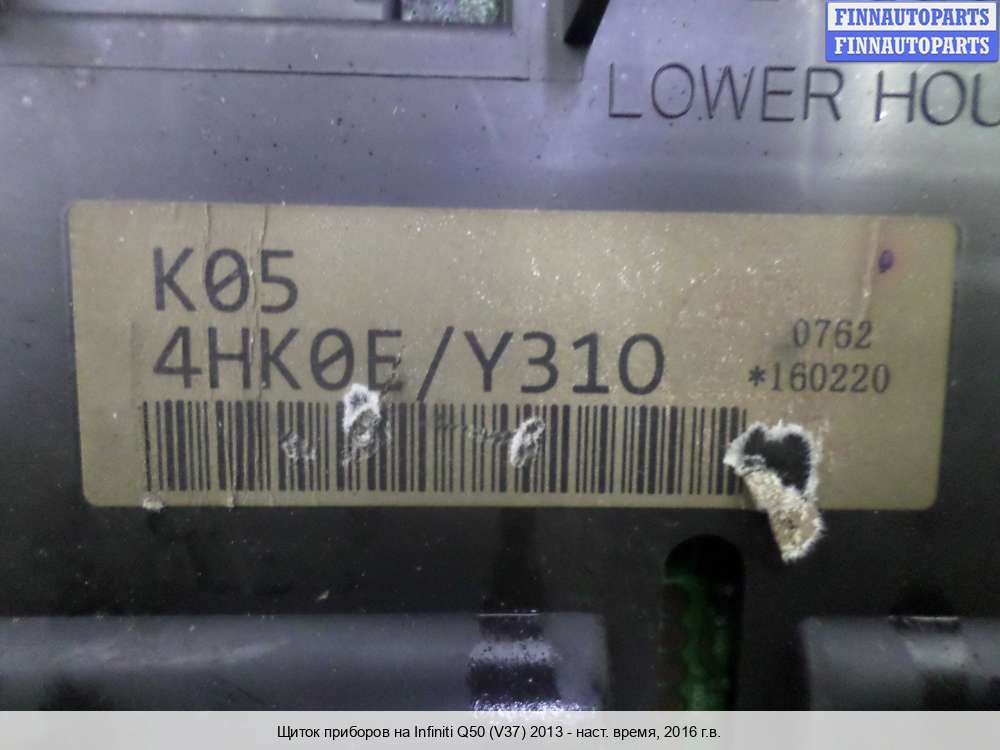 FINNAUTOPARTS
FINNAUTOPARTS
LOWER HOU
K05
4HK0E/Y310
0762
*160220
Щиток приборов на Infiniti Q50 (V37) 2013 - наст. время, 2016 г.в.